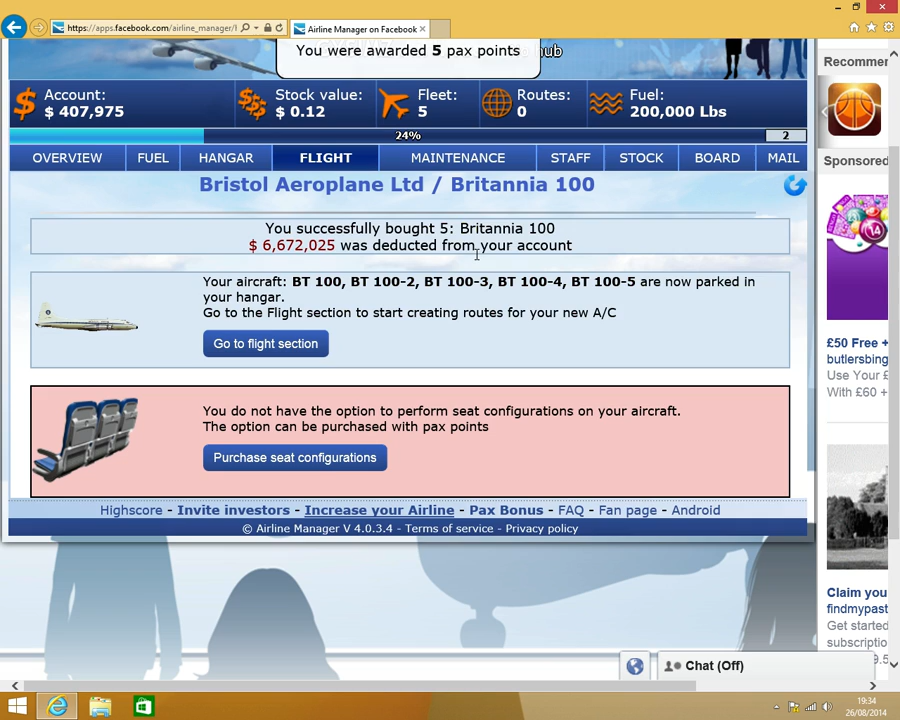 https://apps.facebook.com/airline_manager/
Airline Manager on Facebook
You were awarded 5 pax points
hub
Account:
$ 407,975
Stock value:
$ 0.12
Fleet:
5
Routes:
0
Fuel:
200,000 Lbs
24%
2
OVERVIEW
FUEL
HANGAR
FLIGHT
MAINTENANCE
STAFF
STOCK
BOARD
MAIL
Bristol Aeroplane Ltd / Britannia 100
You successfully bought 5: Britannia 100
$ 6,672,025 was deducted from your account
Your aircraft: BT 100, BT 100-2, BT 100-3, BT 100-4, BT 100-5 are now parked in
your hangar.
Go to the Flight section to start creating routes for your new A/C
Go to flight section
You do not have the option to perform seat configurations on your aircraft.
The option can be purchased with pax points
Purchase seat configurations
Highscore - Invite investors - Increase your Airline - Pax Bonus - FAQ - Fan page - Android
© Airline Manager V 4.0.3.4 - Terms of service - Privacy policy
Recommer
Sponsored
14
£50 Free +
butlersbing
Use Your £
With £60 +
Claim you
findmypast
Get started
subscriptio
9.5
Chat (Off)
19:34
26/08/2014